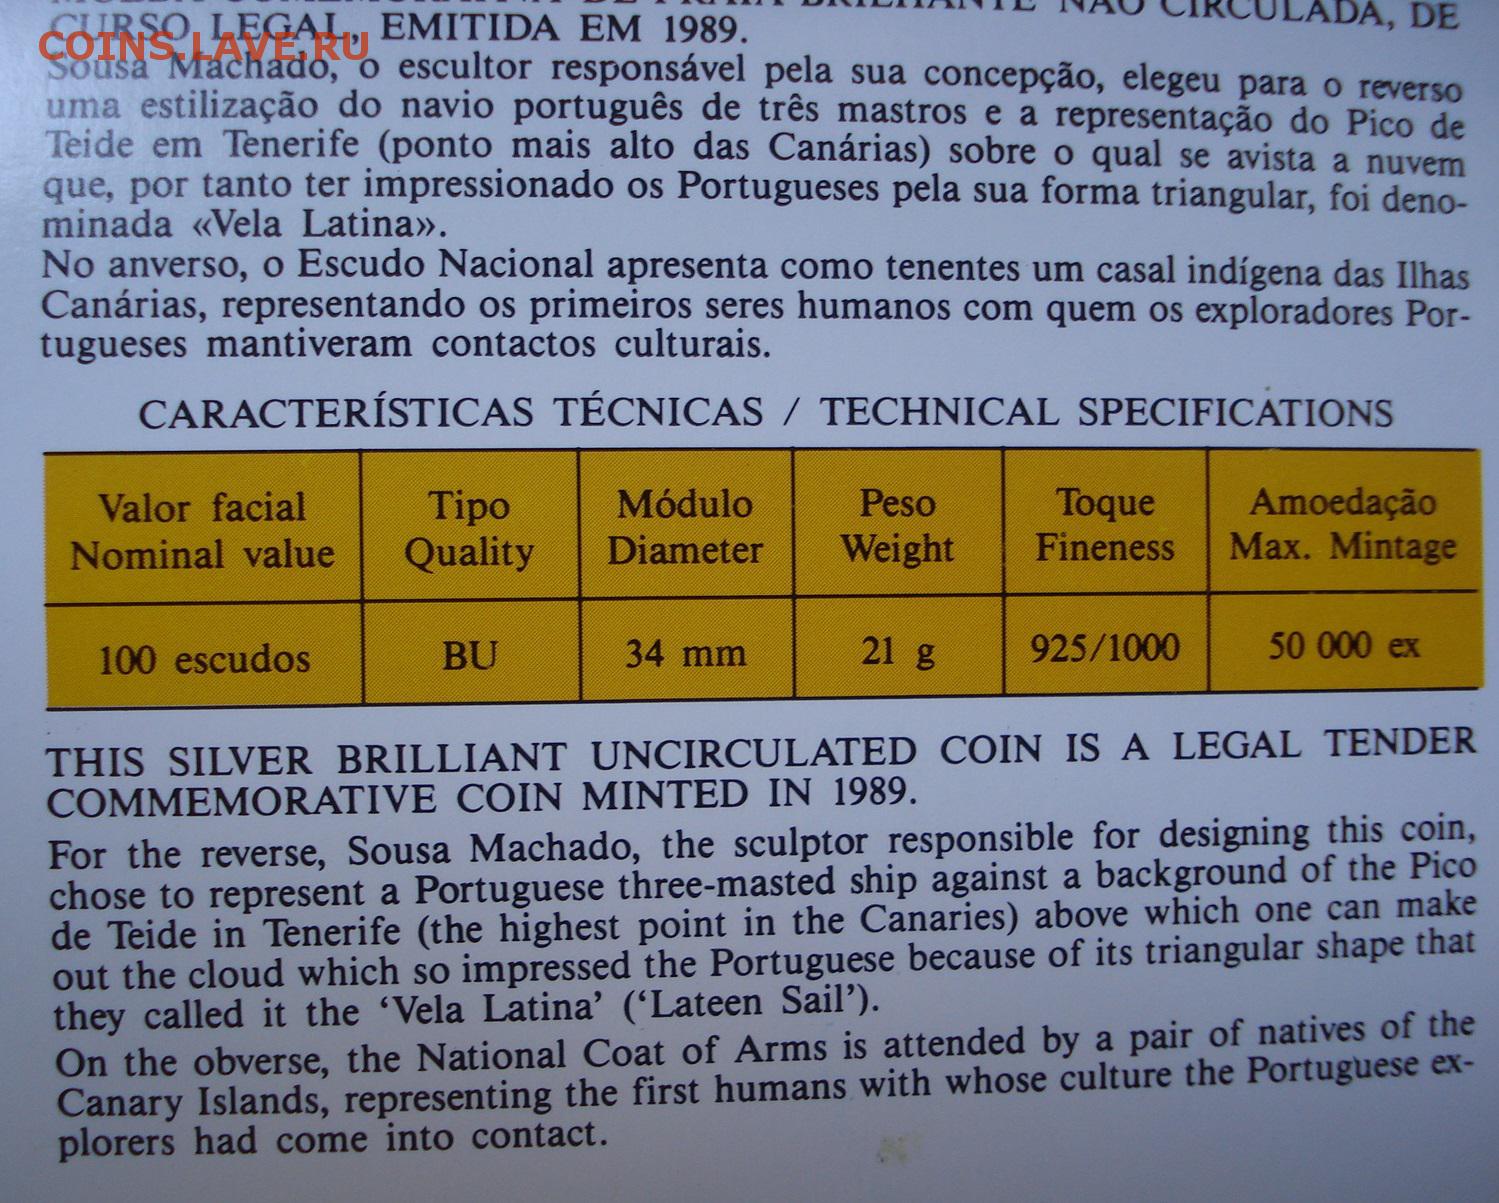 MOEDA COMEMORATIVA DE PRATA BRILHANTE NÃO CIRCULADA, DE
CURSO LEGAL, EMITIDA EM 1989.
COINS.LAVE.RU
Sousa Machado, o escultor responsável pela sua concepção, elegeu para o reverso
uma estilização do navio português de três mastros e a representação do Pico de
Teide em Tenerife (ponto mais alto das Canárias) sobre o qual se avista a nuvem
que, por tanto ter impressionado os Portugueses pela sua forma triangular, foi deno-
minada «Vela Latina».
No anverso, o Escudo Nacional apresenta como tenentes um casal indígena das Ilhas
Canárias, representando os primeiros seres humanos com quem os exploradores Por-
tugueses mantiveram contactos culturais.
CARACTERÍSTICAS TÉCNICAS / TECHNICAL SPECIFICATIONS
Valor facial Tipo Módulo Peso Toque Amoedação
Nominal value Quality Diameter Weight Fineness Max. Mintage
100 escudos BU 34 mm 21 g 925/1000 50 000 ex
THIS SILVER BRILLIANT UNCIRCULATED COIN IS A LEGAL TENDER
COMMEMORATIVE COIN MINTED IN 1989.
For the reverse, Sousa Machado, the sculptor responsible for designing this coin,
chose to represent a Portuguese three-masted ship against a background of the Pico
de Teide in Tenerife (the highest point in the Canaries) above which one can make
out the cloud which so impressed the Portuguese because of its triangular shape that
they called it the ‘Vela Latina’ (‘Lateen Sail’).
On the obverse, the National Coat of Arms is attended by a pair of natives of the
Canary Islands, representing the first humans with whose culture the Portuguese ex-
plorers had come into contact.